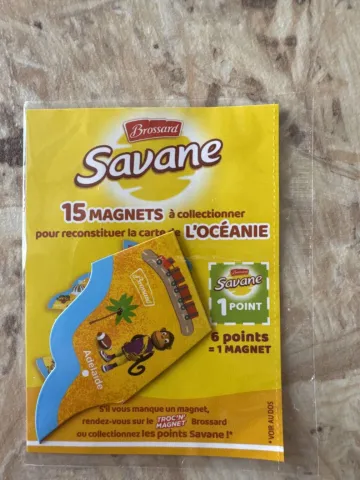 Brossard
Savane
15 MAGNETS à collectionner
pour reconstituer la carte de L'OCÉANIE
Brossard
Savane
1 POINT
6 points
= 1 MAGNET
Brossard
Adelaide
S'il vous manque un magnet,
rendez-vous sur le TROC'N' MAGNET Brossard
ou collectionnez les points Savane !*
*VOIR AU DOS